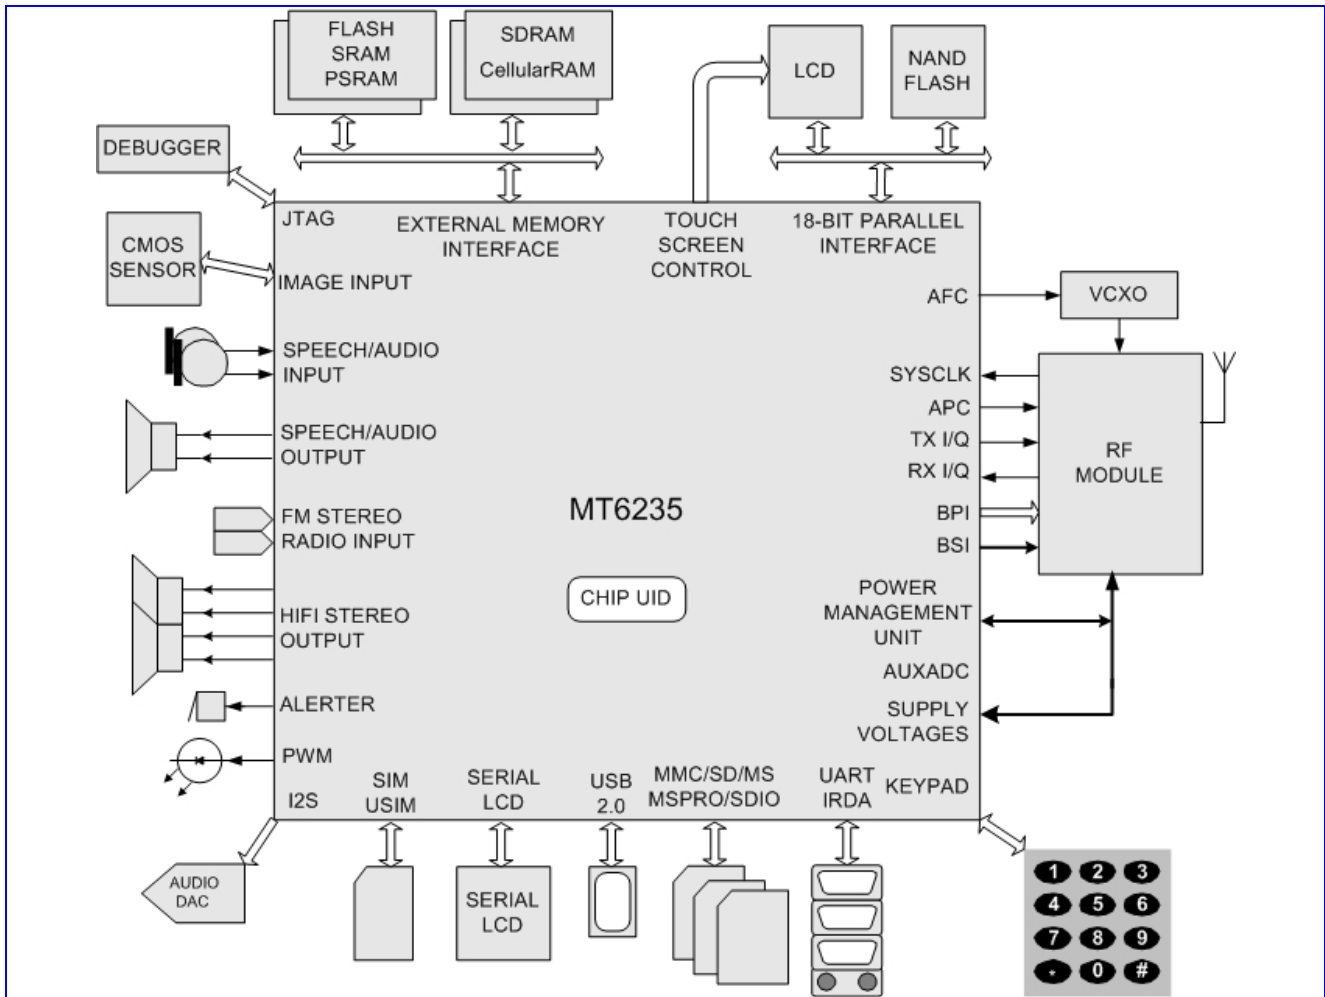 FLASH
SRAM
PSRAM
SDRAM
CellularRAM
LCD
NAND
FLASH
DEBUGGER
JTAG
EXTERNAL MEMORY
INTERFACE
TOUCH
SCREEN
CONTROL
18-BIT PARALLEL
INTERFACE
CMOS
SENSOR
IMAGE INPUT
AFC
VCXO
SPEECH/AUDIO
INPUT
SYSCLK
APC
SPEECH/AUDIO
OUTPUT
TX I/Q
RX I/Q
RF
MODULE
MT6235
FM STEREO
RADIO INPUT
BPI
BSI
CHIP UID
POWER
MANAGEMENT
UNIT
HIFI STEREO
OUTPUT
AUXADC
ALERTER
SUPPLY
VOLTAGES
PWM
I2S
SIM
USIM
SERIAL
LCD
USB
2.0
MMC/SD/MS
MSPRO/SDIO
UART
IRDA
KEYPAD
AUDIO
DAC
SERIAL
LCD
1 2 3
4 5 6
7 8 9
* 0 #